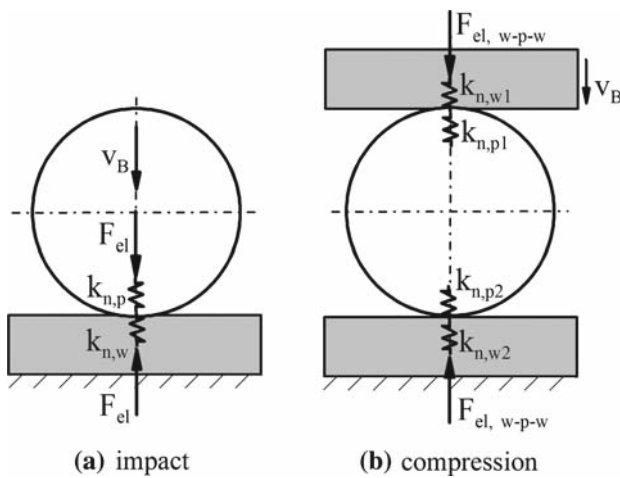 v_B
F_el
k_n,p
k_n,w
F_el
(a) impact
F_el, w-p-w
k_n,w1
v_B
k_n,p1
k_n,p2
k_n,w2
F_el, w-p-w
(b) compression